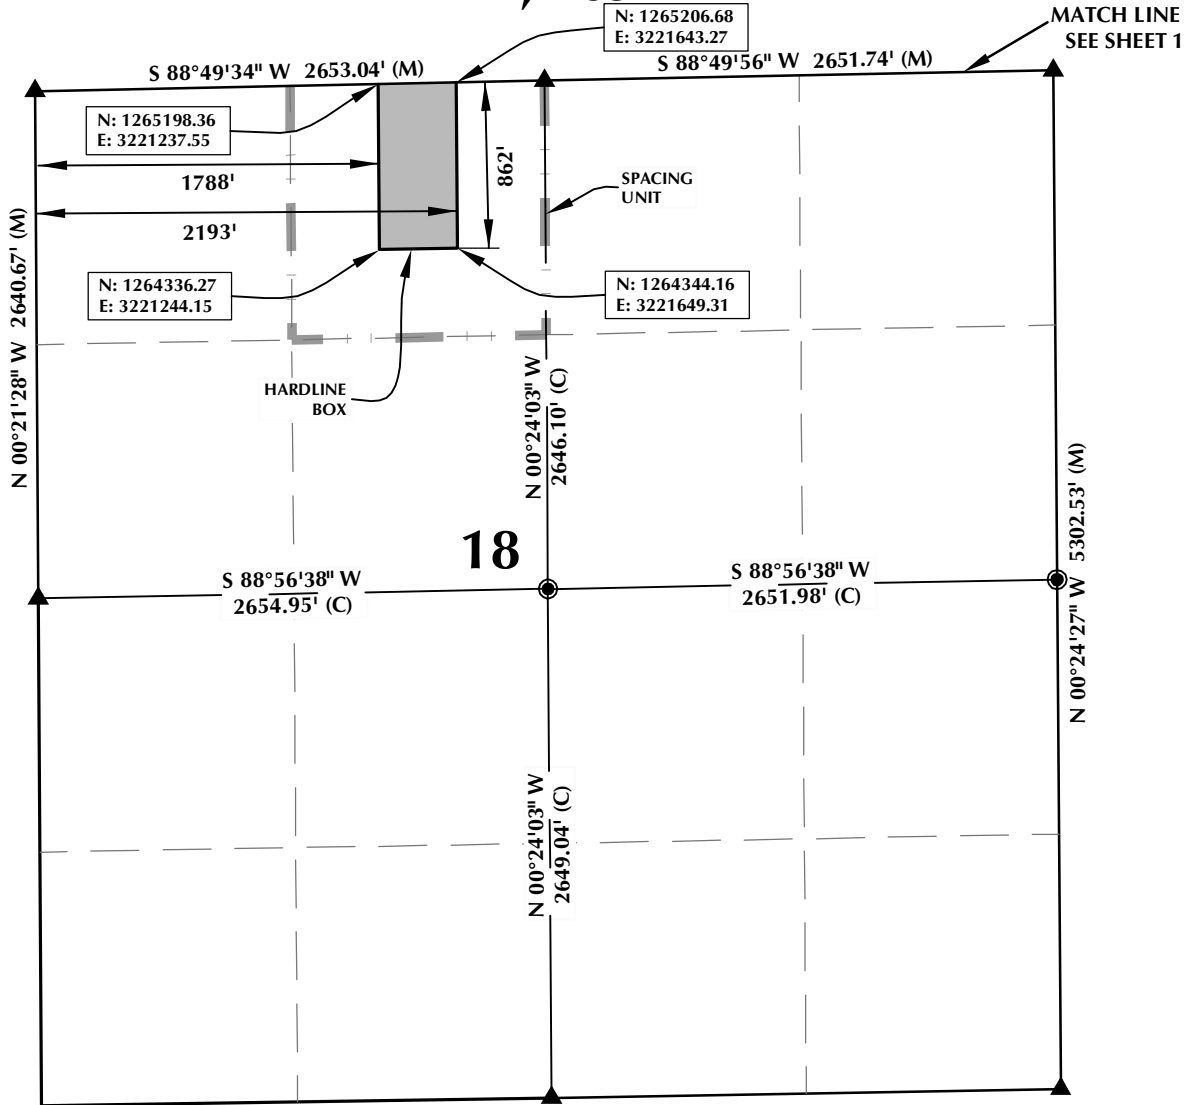 N: 1265206.68
E: 3221643.27
MATCH LINE
SEE SHEET 1
S 88°49'34" W 2653.04' (M)
S 88°49'56" W 2651.74' (M)
N: 1265198.36
E: 3221237.55
1788'
862'
SPACING
UNIT
2193'
N: 1264336.27
E: 3221244.15
N: 1264344.16
E: 3221649.31
N 00°21'28" W 2640.67' (M)
HARDLINE
BOX
N 00°24'03" W
2646.10' (C)
18
S 88°56'38" W
2654.95' (C)
S 88°56'38" W
2651.98' (C)
N 00°24'27" W 5302.53' (M)
N 00°24'03" W
2649.04' (C)